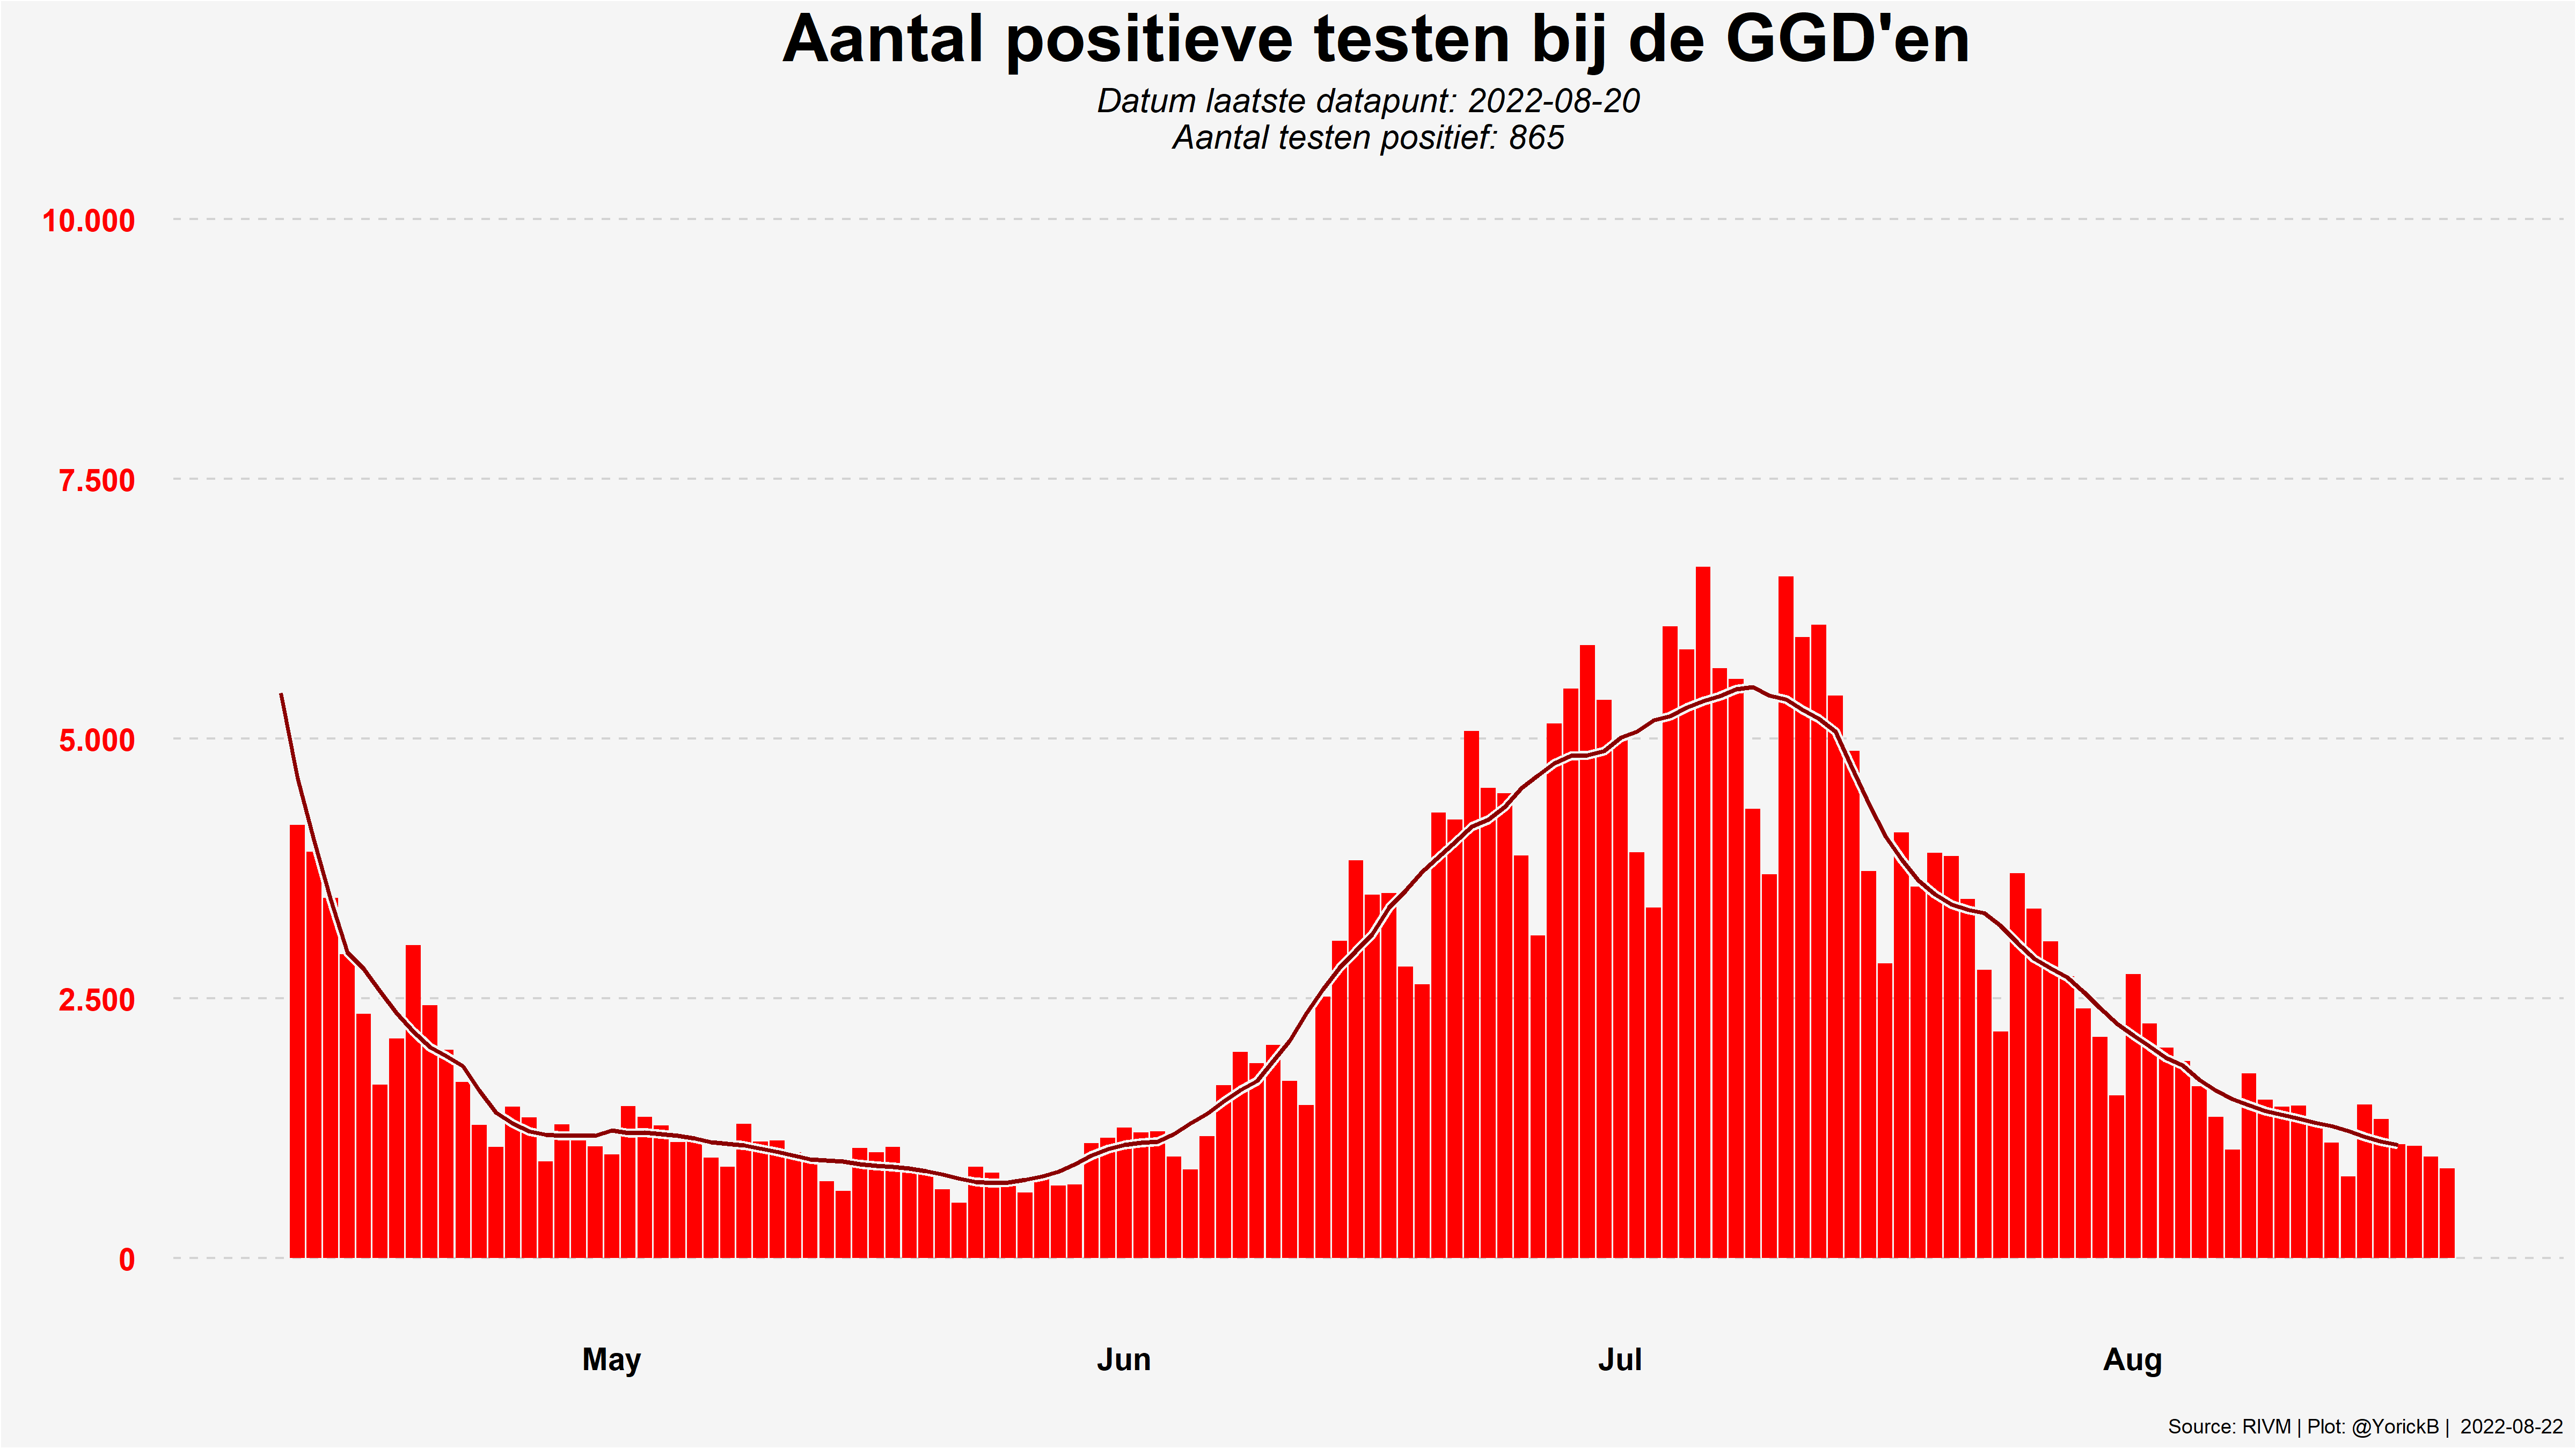 Aantal positieve testen bij de GGD'en
Datum laatste datapunt: 2022-08-20
Aantal testen positief: 865
10.000
7.500
5.000
2.500
0
May Jun Jul Aug
Source: RIVM | Plot: @YorickB | 2022-08-22